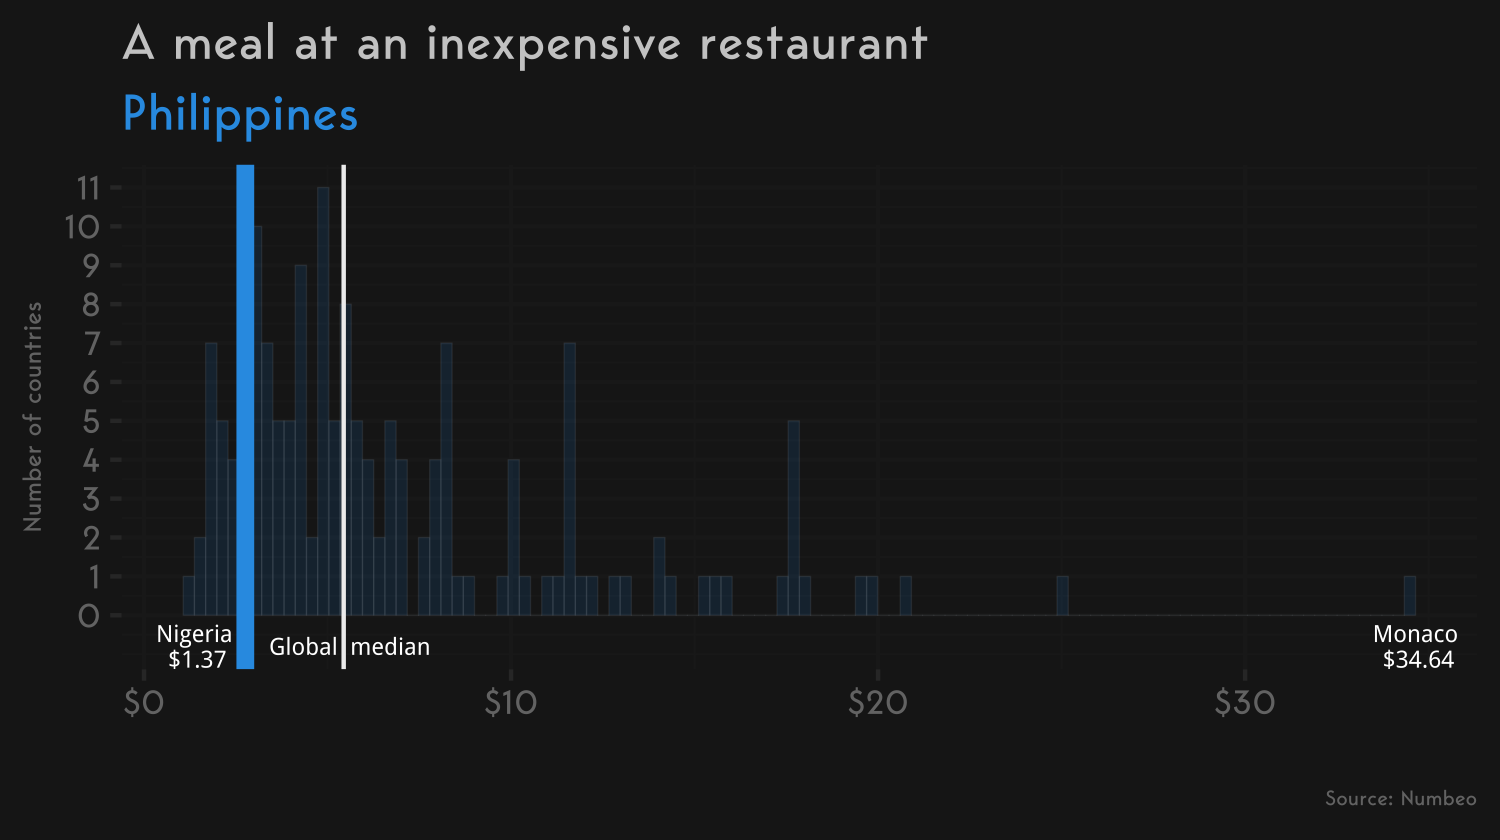 A meal at an inexpensive restaurant
Philippines
Number of countries
11
10
9
8
7
6
5
4
3
2
1
0
Nigeria
$1.37
Global median
Monaco
$34.64
$0 $10 $20 $30
Source: Numbeo